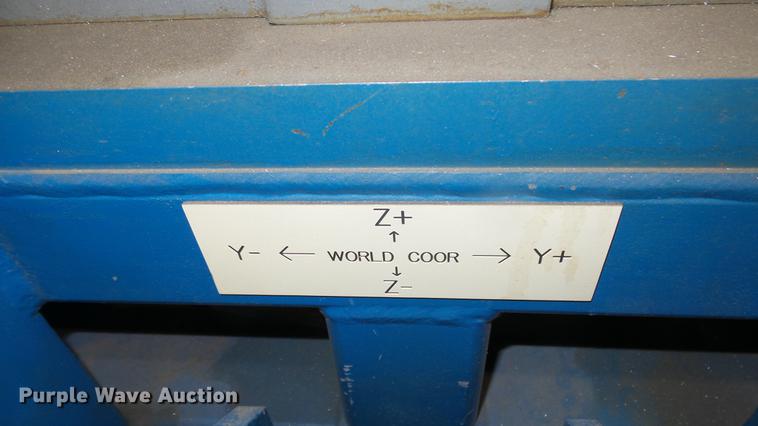 Z+
↑
Y- ← WORLD COOR → Y+
↓
Z-
Purple Wave Auction